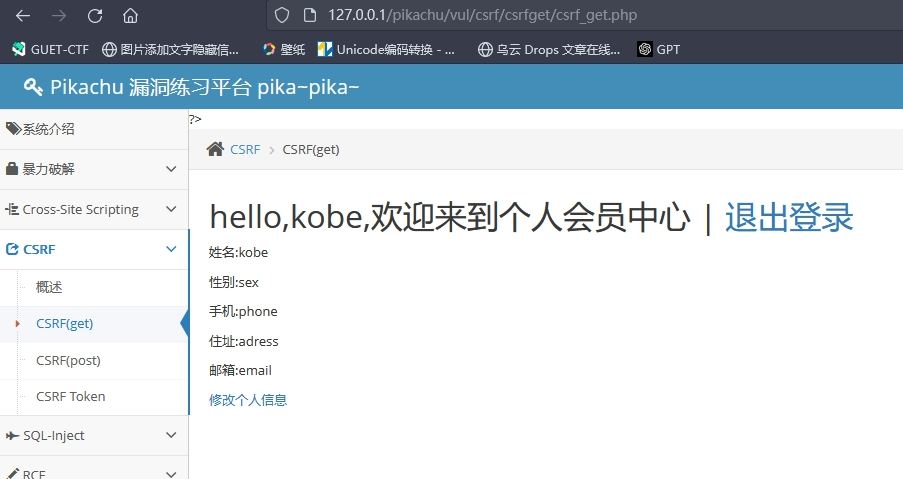 127.0.0.1/pikachu/vul/csrf/csrfget/csrf_get.php
GUET-CTF 图片添加文字隐藏信... 壁纸 Unicode编码转换 - ... 乌云 Drops 文章在线... GPT
Pikachu 漏洞练习平台 pika~pika~
系统介绍
暴力破解
Cross-Site Scripting
CSRF
概述
CSRF(get)
CSRF(post)
CSRF Token
SQL-Inject
RCE
?>
CSRF > CSRF(get)
hello,kobe,欢迎来到个人会员中心 | 退出登录
姓名:kobe
性别:sex
手机:phone
住址:adress
邮箱:email
修改个人信息